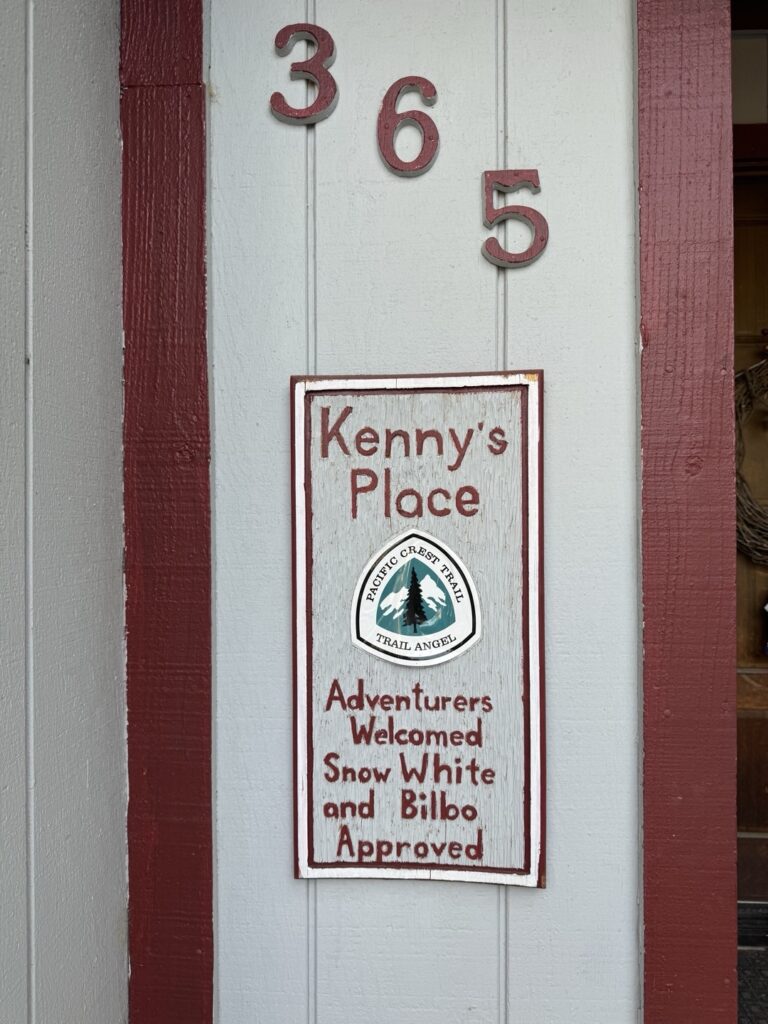 365
Kenny's
Place
PACIFIC CREST TRAIL
TRAIL ANGEL
Adventurers
Welcomed
Snow White
and Bilbo
Approved